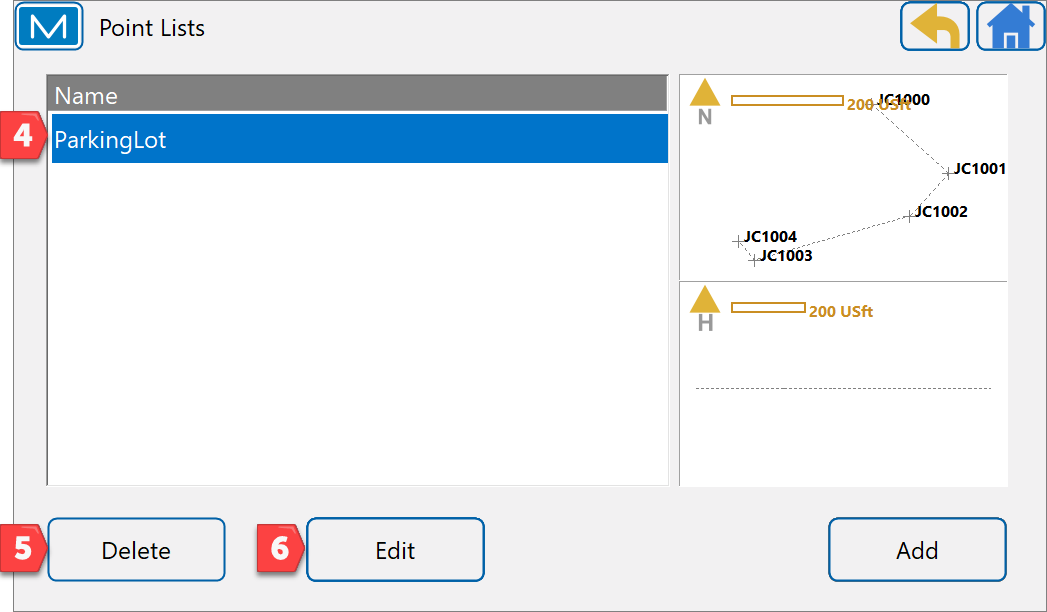 Point Lists
Name
4
ParkingLot
N
200 USft
JC1000
JC1001
JC1002
JC1004
JC1003
H
200 USft
5
Delete
6
Edit
Add